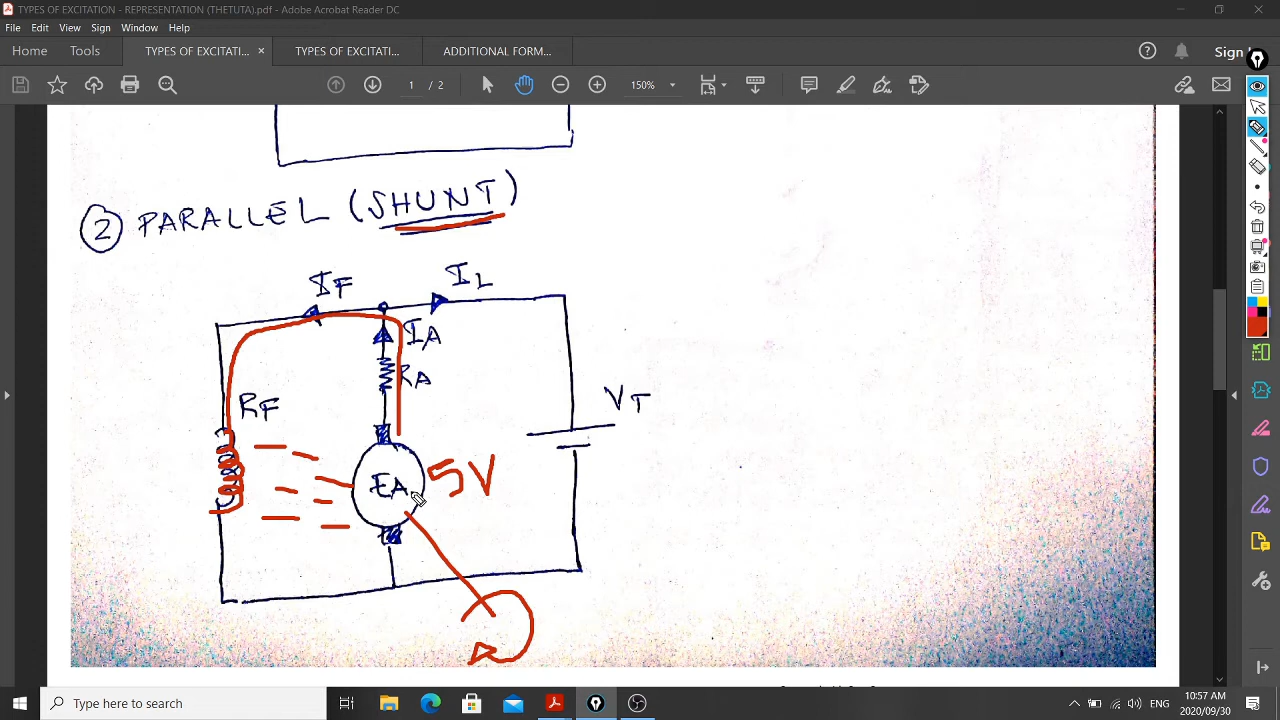 TYPES OF EXCITATION - REPRESENTATION (THETUTA).pdf - Adobe Acrobat Reader DC
File Edit View Sign Window Help
Home Tools TYPES OF EXCITATI... × TYPES OF EXCITATI... ADDITIONAL FORM... Sign
1 / 2 150%
2 PARALLEL (SHUNT)
IF IL
IA
RA
RF VT
EA 5V
Type here to search
ENG
10:57 AM
2020/09/30